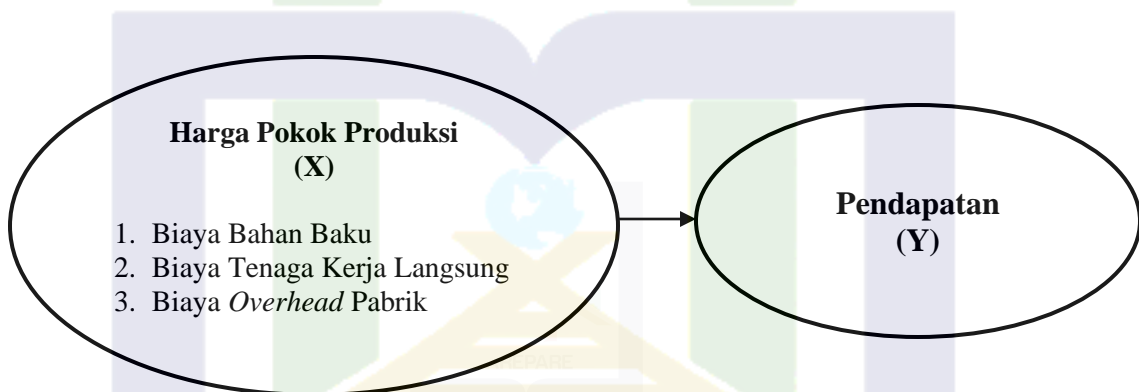 Harga Pokok Produksi
(X)
1. Biaya Bahan Baku
2. Biaya Tenaga Kerja Langsung
3. Biaya Overhead Pabrik
Pendapatan
(Y)